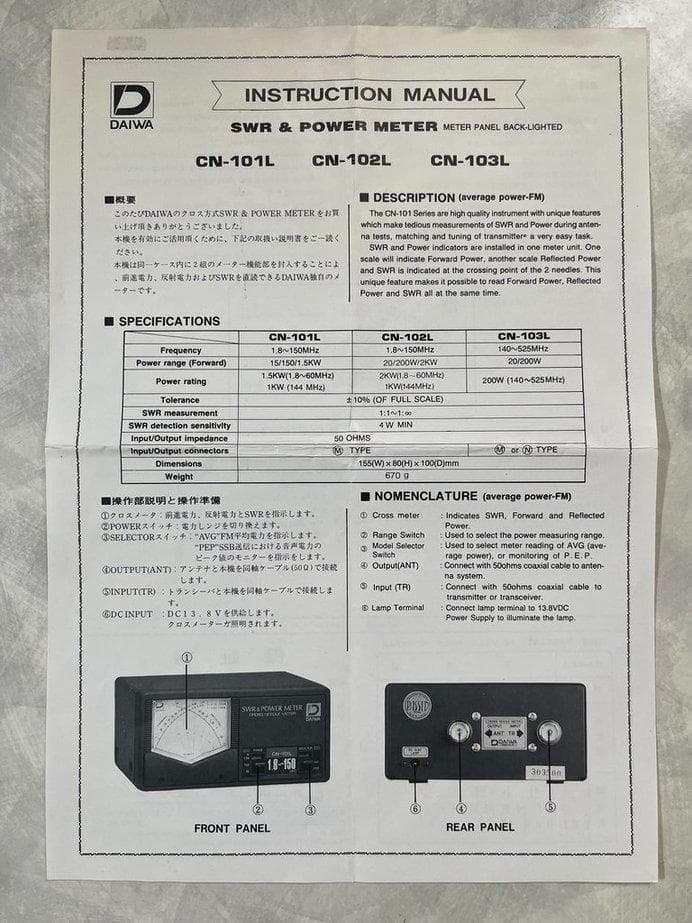 DAIWA
INSTRUCTION MANUAL
SWR & POWER METER METER PANEL BACK-LIGHTED
CN-101L CN-102L CN-103L
■概要
このたびDAIWAのクロス方式SWR & POWER METERをお買
い上げ頂きありがとうございました。
本機を有効にご活用頂くために、下記の取扱い説明書をご一読く
ださい。
本機は同一ケース内に2組のメーター機能部を封入することによ
、前進電力、反射電力およびSWRを直読できるDAIWA独自のメ
ーターです。
■ DESCRIPTION (average power-FM)
The CN-101 Series are high quality instrument with unique features
which make tedious measurements of SWR and Power during anten-
na tests, matching and tuning of transmitter a very easy task.
SWR and Power indicators are installed in one meter unit. One
scale will indicate Forward Power, another scale Reflected Power
and SWR is indicated at the crossing point of the 2 needles. This
unique feature makes it possible to read Forward Power, Reflected
Power and SWR all at the same time.
■ SPECIFICATIONS
CN-101L CN-102L CN-103L
Frequency 1.8~150MHz 1.8~150MHz 140~525MHz
Power range (Forward) 15/150/1.5KW 20/200W/2KW 20/200W
Power rating 1.5KW(1.8~60MHz) 2KW(1.8~60MHz) 200W (140~525MHz)
1KW (144 MHz) 1KW(144MHz)
Tolerance ±10% (OF FULL SCALE)
SWR measurement 1:1~1:∞
SWR detection sensitivity 4W MIN
Input/Output impedance 50 OHMS
Input/Output connectors Ⓜ TYPE Ⓜ or Ⓝ TYPE
Dimensions 155(W)×80(H)×100(D)mm
Weight 670 g
■操作部説明と操作準備
①クロスメータ：前進電力、反射電力とSWRを指示します。
②POWERスイッチ：電力レンジを切り換えます。
③SELECTORスイッチ："AVG"FM平均電力を指示します。
"PEP"SSB送信における音声電力の
ピーク値のモニターを指示をします。
④OUTPUT(ANT)：アンテナと本機を同軸ケーブル(50Ω)で接続
します。
⑤INPUT(TR)：トランシーバと本機を同軸ケーブルで接続しま
す。
⑥DC INPUT ：DC13．8Vを供給します。
クロスメーターガ照明されます。
■ NOMENCLATURE (average power-FM)
① Cross meter : Indicates SWR, Forward and Reflected
Power.
② Range Switch : Used to select the power measuring range.
③ Model Selector Switch : Used to select meter reading of AVG (ave-
rage power), or monitoring of P.E.P.
④ Output(ANT) : Connect with 50ohms coaxial cable to anten-
na system.
⑤ Input (TR) : Connect with 50ohms coaxial cable to
transmitter or transceiver.
⑥ Lamp Terminal : Connect lamp terminal to 13.8VDC
Power Supply to illuminate the lamp.
①
SWR & POWER METER
CROSS-NEEDLE METER
DAIWA
CN-101L
1.8~150
② ③
FRONT PANEL
OUTPUT INPUT
ANT TR
DAIWA
303500
⑥ ④ ⑤
REAR PANEL